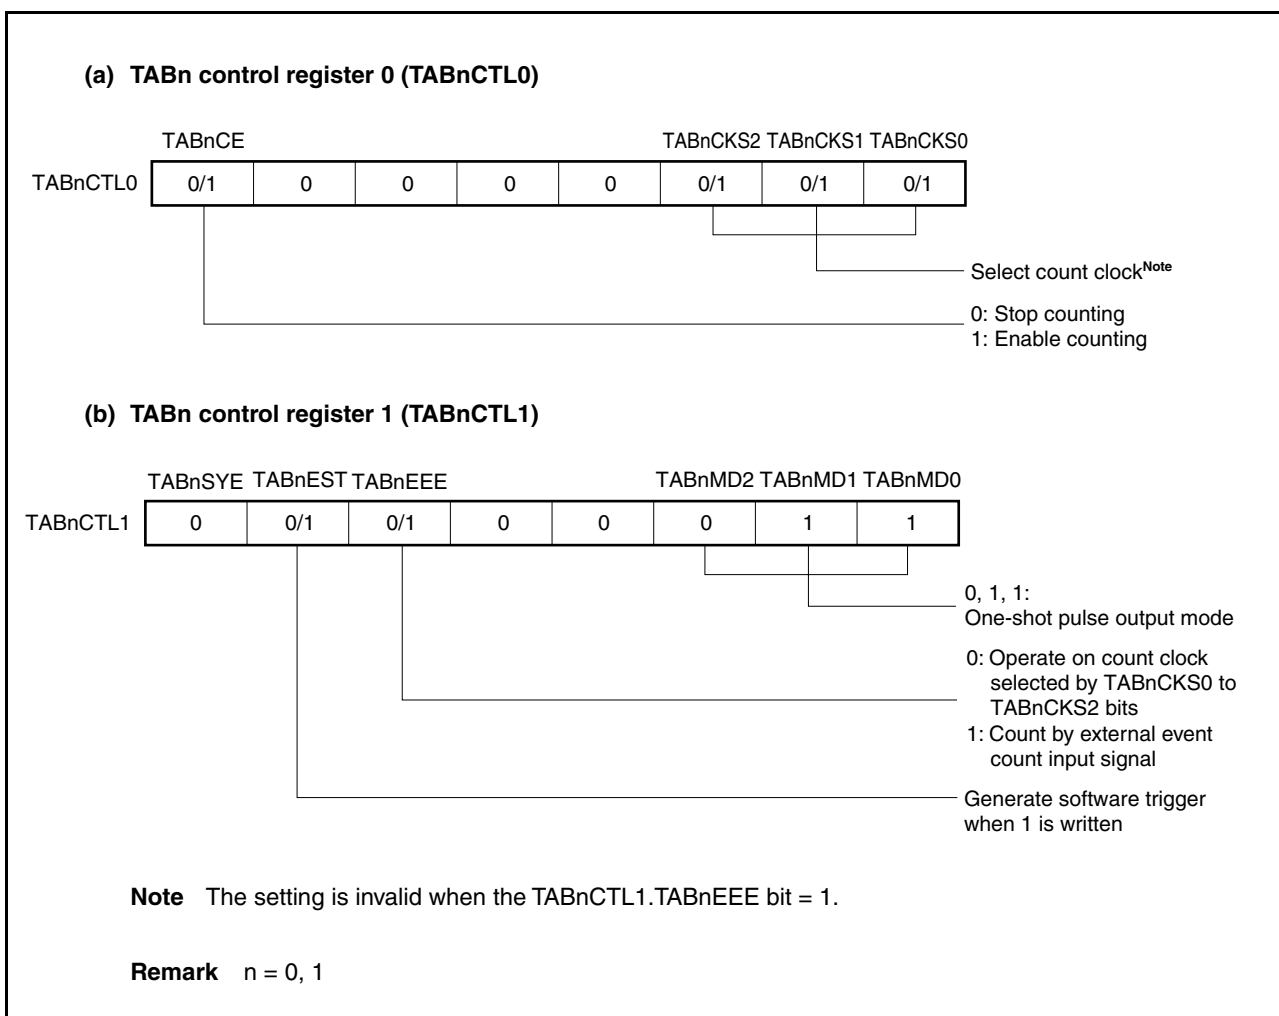 (a) TABn control register 0 (TABnCTL0)
TABnCE TABnCKS2 TABnCKS1 TABnCKS0
TABnCTL0 0/1 0 0 0 0 0/1 0/1 0/1
Select count clockNote
0: Stop counting
1: Enable counting
(b) TABn control register 1 (TABnCTL1)
TABnSYE TABnEST TABnEEE TABnMD2 TABnMD1 TABnMD0
TABnCTL1 0 0/1 0/1 0 0 0 1 1
0, 1, 1:
One-shot pulse output mode
0: Operate on count clock
selected by TABnCKS0 to
TABnCKS2 bits
1: Count by external event
count input signal
Generate software trigger
when 1 is written
Note The setting is invalid when the TABnCTL1.TABnEEE bit = 1.
Remark n = 0, 1